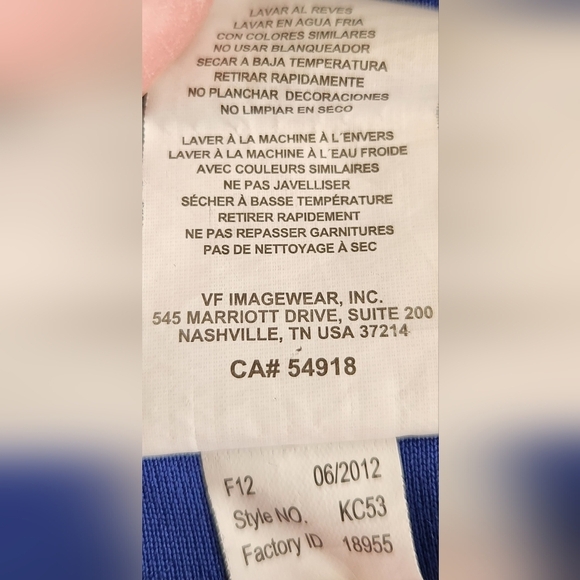 LAVAR AL REVES
LAVAR EN AGUA FRIA
CON COLORES SIMILARES
NO USAR BLANQUEADOR
SECAR A BAJA TEMPERATURA
RETIRAR RAPIDAMENTE
NO PLANCHAR DECORACIONES
NO LIMPIAR EN SECO
LAVER À LA MACHINE À L´ENVERS
LAVER À LA MACHINE À L´EAU FROIDE
AVEC COULEURS SIMILAIRES
NE PAS JAVELLISER
SÉCHER À BASSE TEMPÉRATURE
RETIRER RAPIDEMENT
NE PAS REPASSER GARNITURES
PAS DE NETTOYAGE À SEC
VF IMAGEWEAR, INC.
545 MARRIOTT DRIVE, SUITE 200
NASHVILLE, TN USA 37214
CA# 54918
F12 06/2012
Style NO. KC53
Factory ID 18955